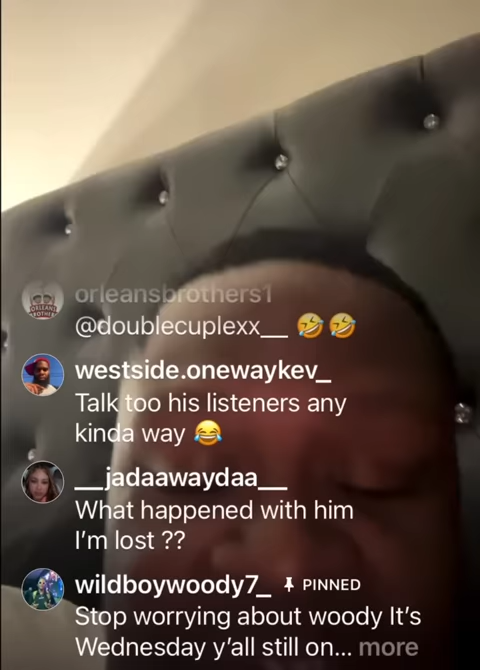 orleansbrothers1
@doublecuplexx__ 🤣🤣
westside.onewaykev_
Talk too his listeners any
kinda way 😂
__jadaawaydaa__
What happened with him
I'm lost ??
wildboywoody7_ 📌 PINNED
Stop worrying about woody It's
Wednesday y'all still on... more